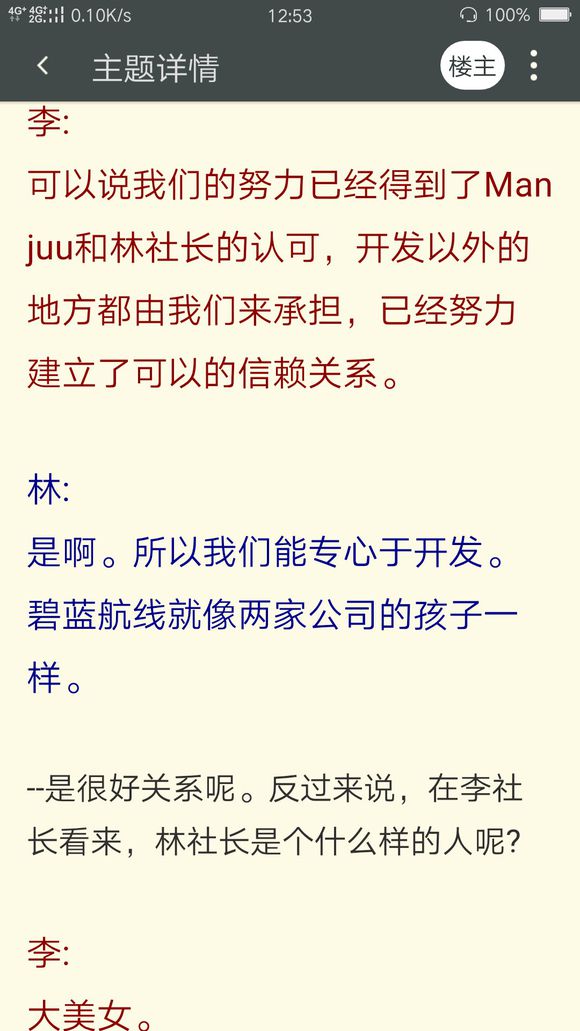 4G+ 4G+ 2G 0.10K/s 12:53 100%
主题详情 楼主
李:
可以说我们的努力已经得到了Man
juu和林社长的认可，开发以外的
地方都由我们来承担，已经努力
建立了可以的信赖关系。
林:
是啊。所以我们能专心于开发。
碧蓝航线就像两家公司的孩子一
样。
--是很好关系呢。反过来说，在李社
长看来，林社长是个什么样的人呢?
李:
大美女。